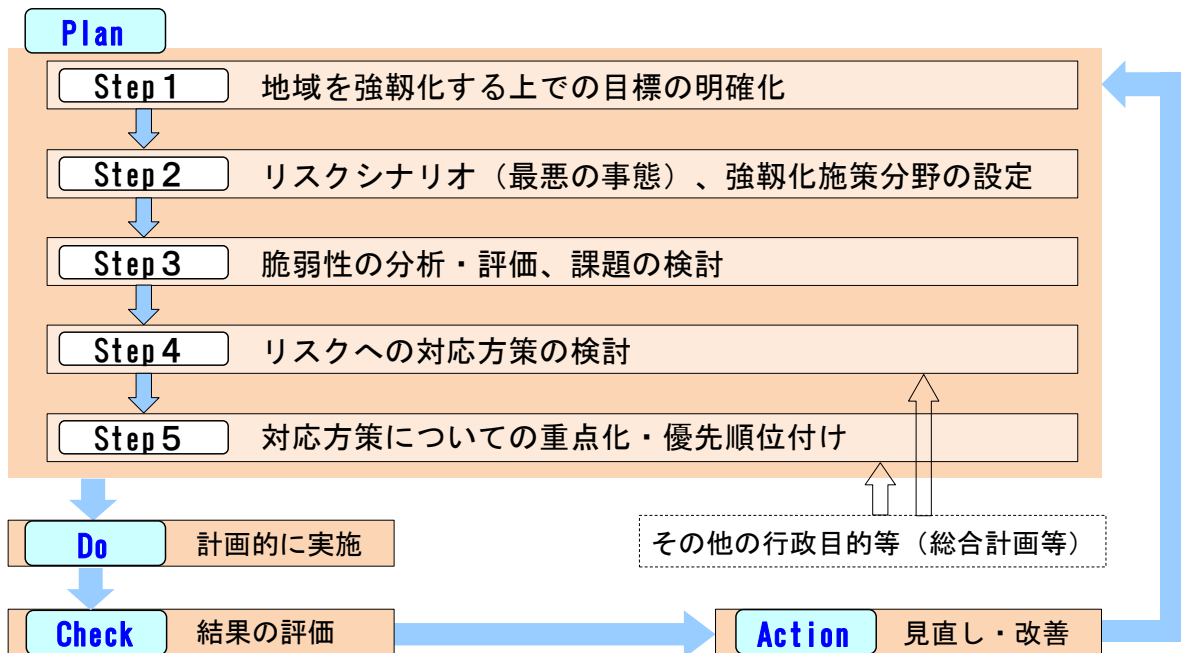 Plan
Step1 地域を強靱化する上での目標の明確化
Step2 リスクシナリオ（最悪の事態）、強靱化施策分野の設定
Step3 脆弱性の分析・評価、課題の検討
Step4 リスクへの対応方策の検討
Step5 対応方策についての重点化・優先順位付け
Do 計画的に実施
その他の行政目的等（総合計画等）
Check 結果の評価
Action 見直し・改善